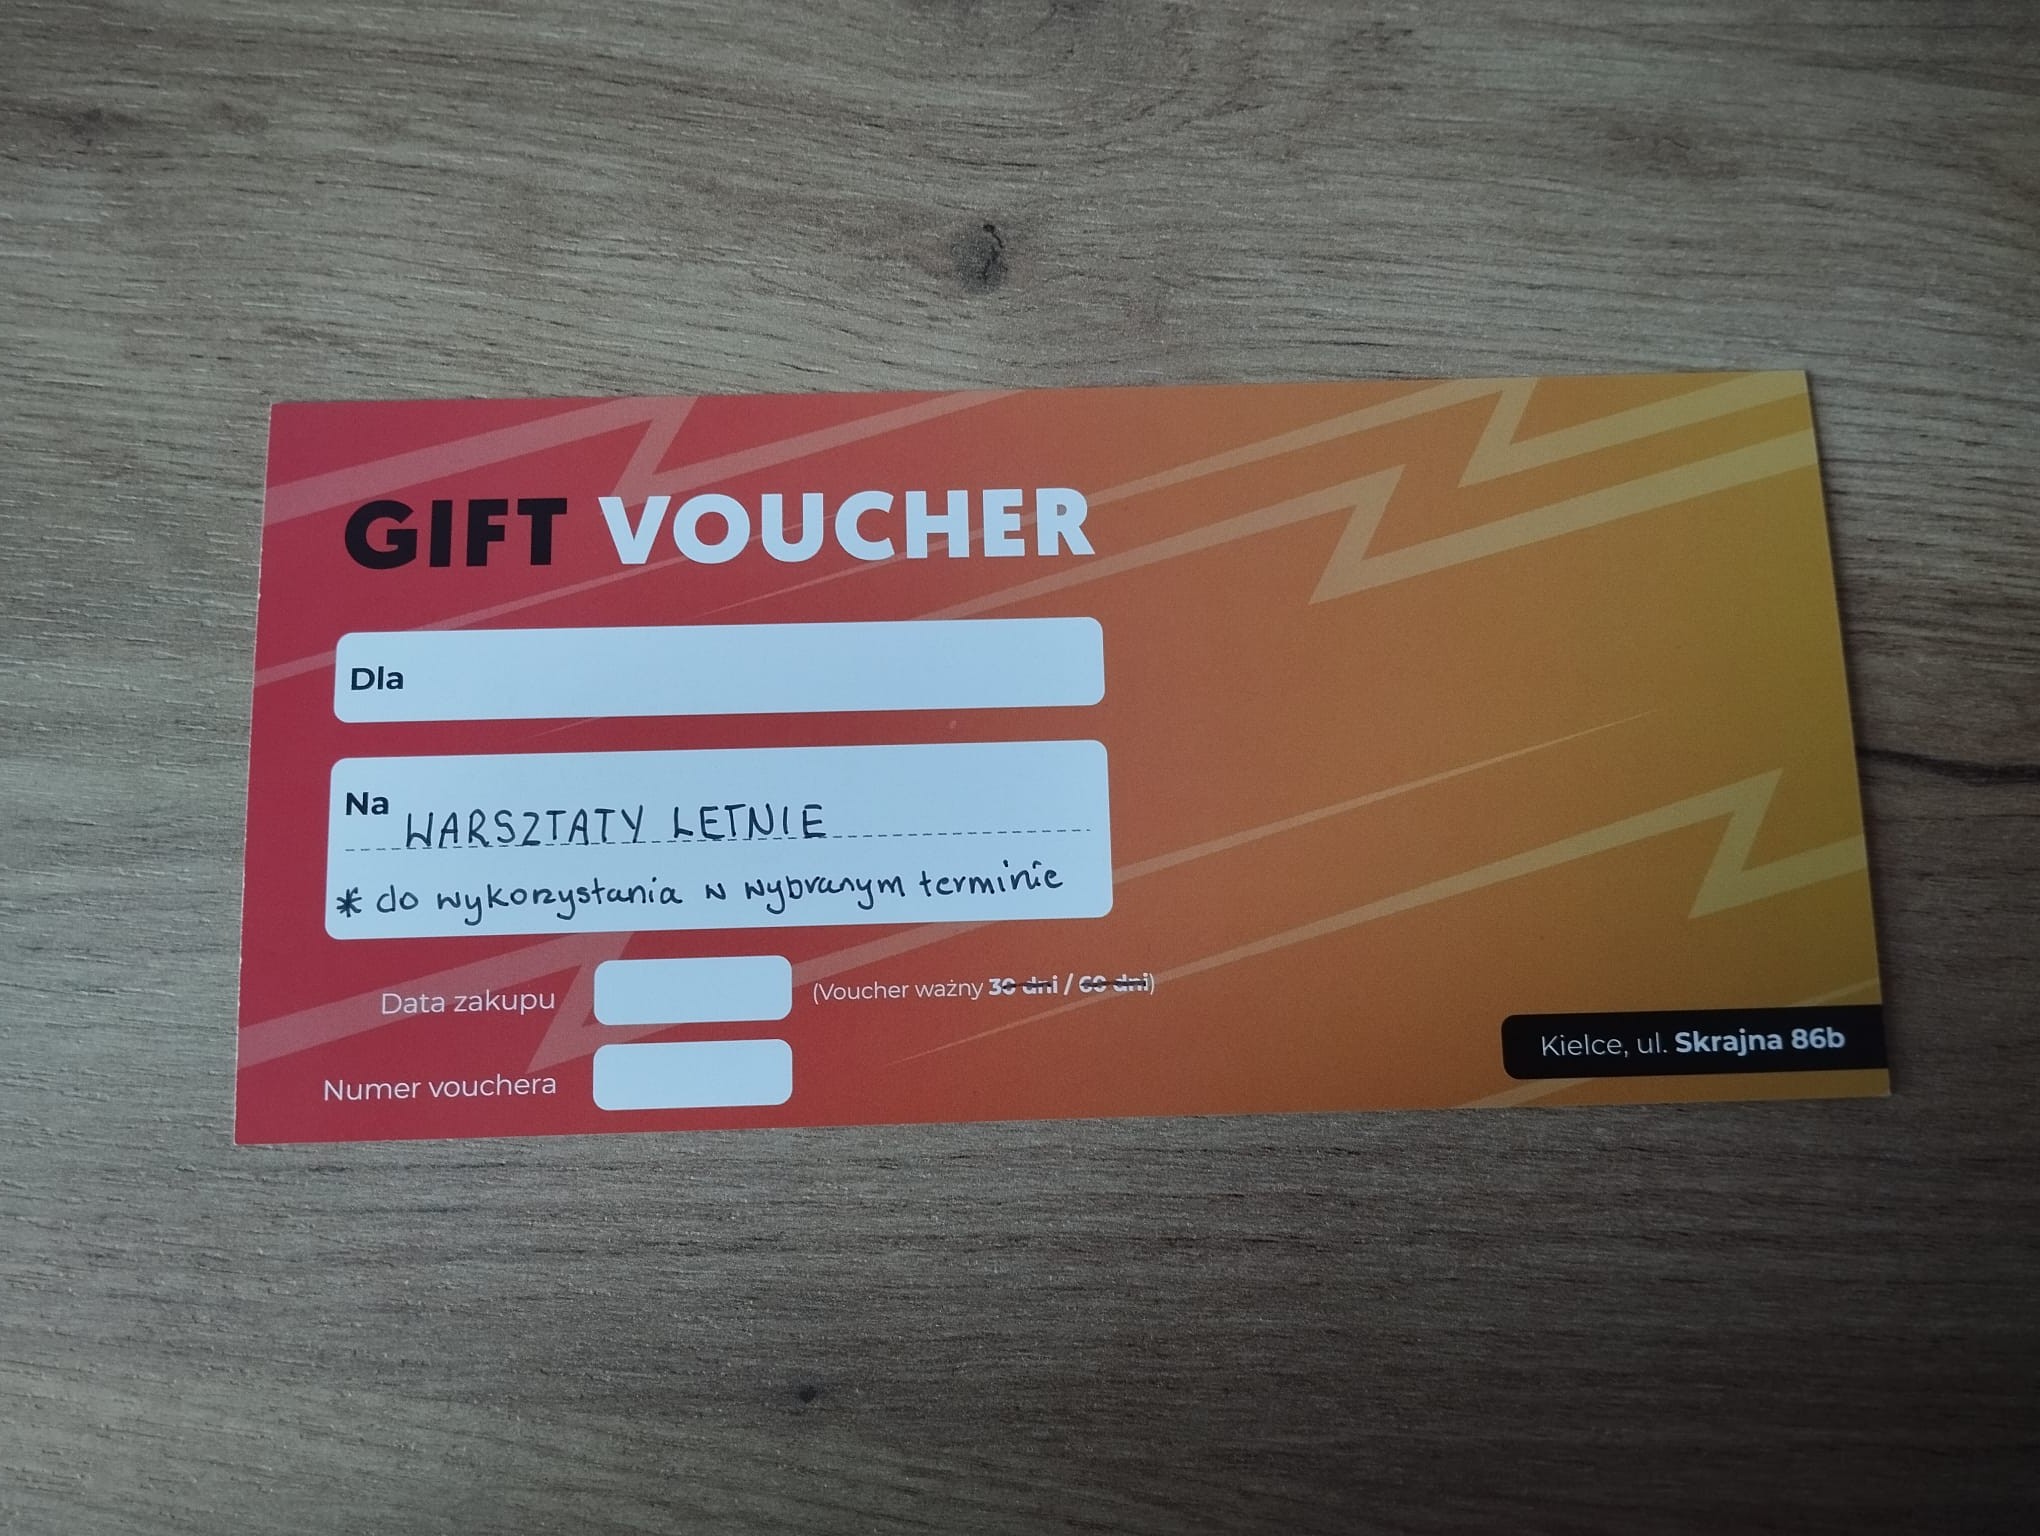 GIFT VOUCHER
Dla
Na WARSZTATY LETNIE
* do wykorzystania w wybranym terminie
Data zakupu
(Voucher ważny 30 dni / 60 dni)
Numer vouchera
Kielce, ul. Skrajna 86b